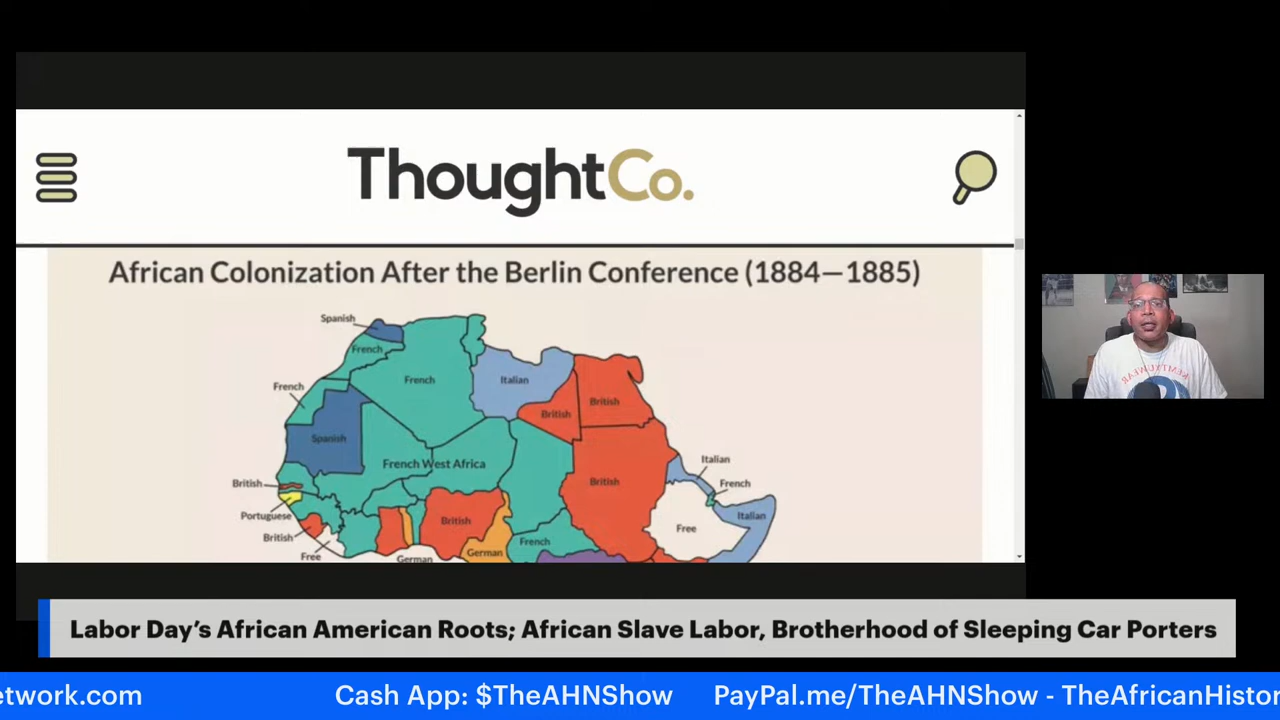 ThoughtCo.
African Colonization After the Berlin Conference (1884—1885)
Spanish
French
French
French
Italian
British
British
Spanish
French West Africa
Italian
British
British
French
Portuguese
Italian
British
British
Free
French
Free
German
German
Labor Day's African American Roots; African Slave Labor, Brotherhood of Sleeping Car Porters
etwork.com Cash App: $TheAHNShow PayPal.me/TheAHNShow - TheAfricanHistor